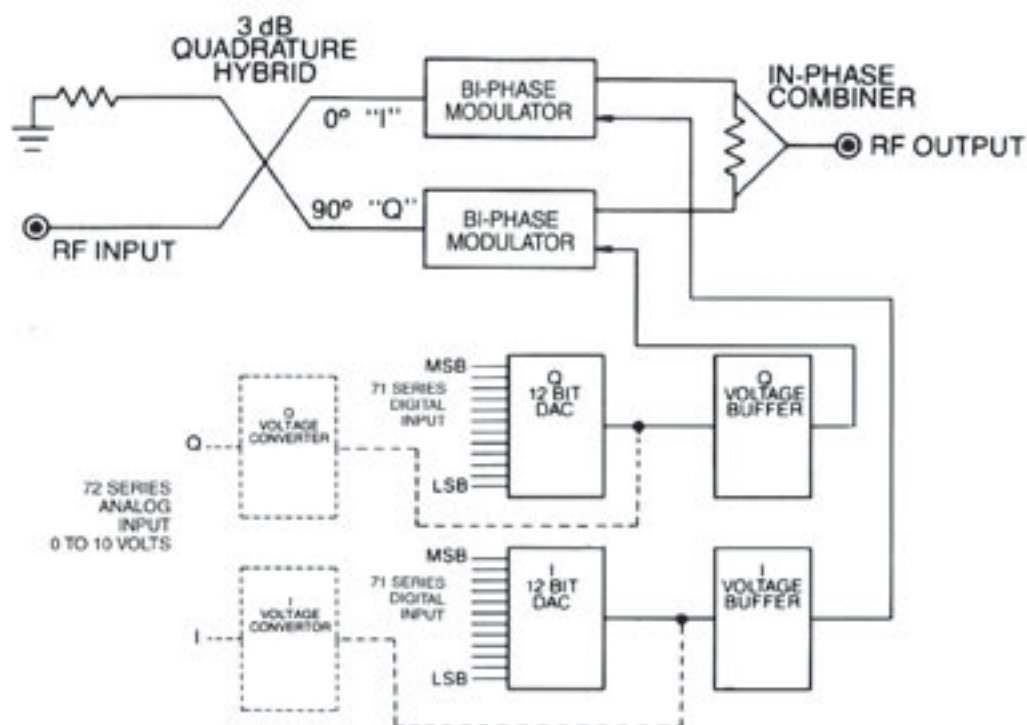 3 dB
QUADRATURE
HYBRID
BI-PHASE
MODULATOR
IN-PHASE
COMBINER
0° "I"
RF OUTPUT
90° "Q"
BI-PHASE
MODULATOR
RF INPUT
MSB
71 SERIES
DIGITAL
INPUT
LSB
Q
12 BIT
DAC
Q
VOLTAGE
BUFFER
Q
VOLTAGE
CONVERTER
Q
72 SERIES
ANALOG
INPUT
0 TO 10 VOLTS
MSB
71 SERIES
DIGITAL
INPUT
LSB
I
12 BIT
DAC
I
VOLTAGE
BUFFER
I
VOLTAGE
CONVERTOR
I